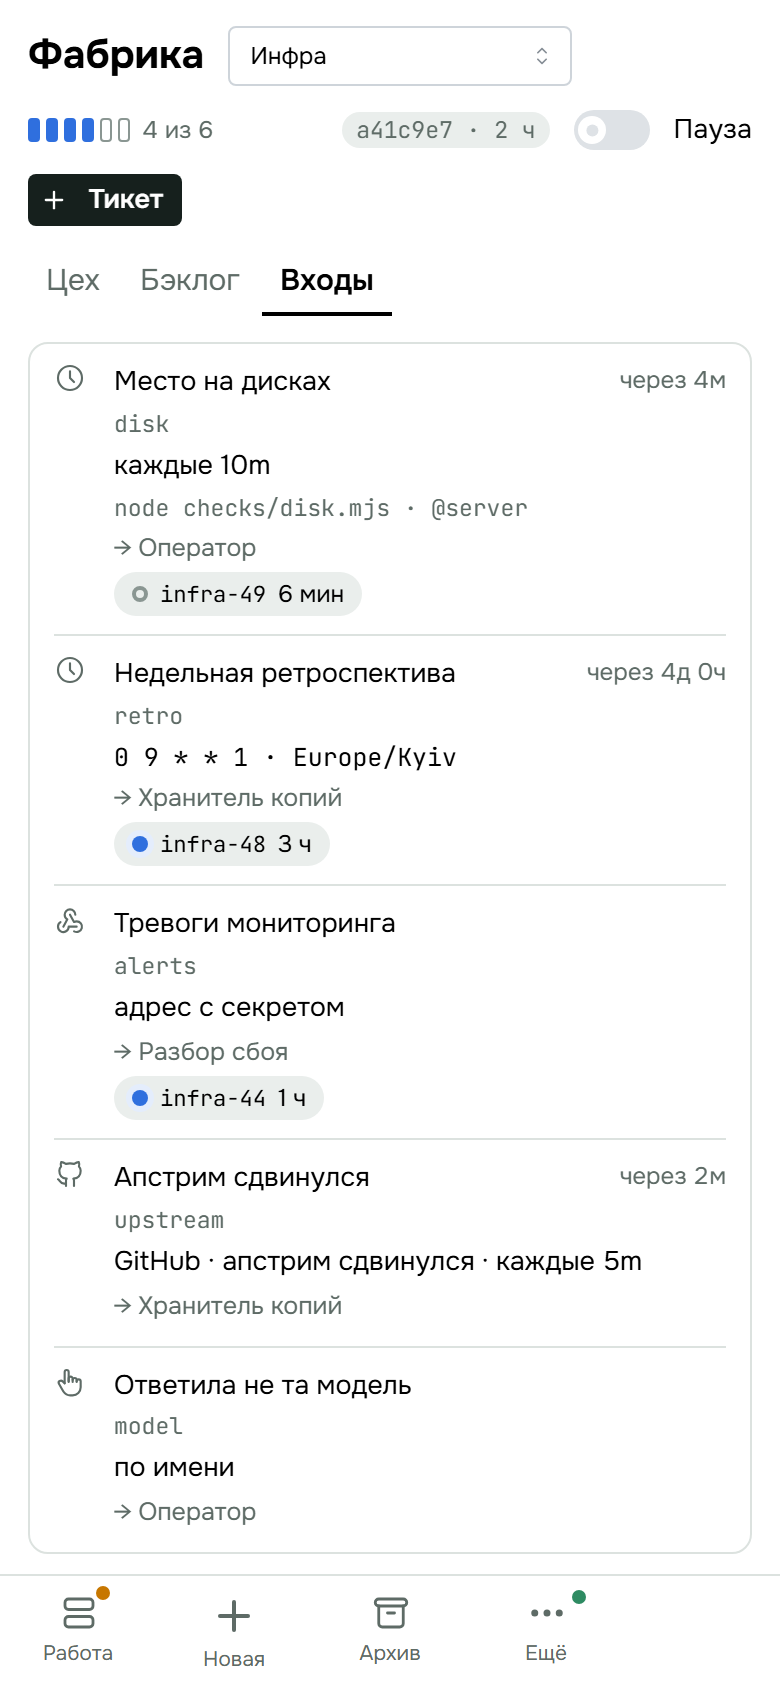 Фабрика
Инфра
4 из 6
a41c9e7 · 2 ч
Пауза
+ Тикет
Цех Бэклог Входы
Место на дисках через 4м
disk
каждые 10m
node checks/disk.mjs · @server
→ Оператор
infra-49 6 мин
Недельная ретроспектива через 4д 0ч
retro
0 9 * * 1 · Europe/Kyiv
→ Хранитель копий
infra-48 3 ч
Тревоги мониторинга
alerts
адрес с секретом
→ Разбор сбоя
infra-44 1 ч
Апстрим сдвинулся через 2м
upstream
GitHub · апстрим сдвинулся · каждые 5m
→ Хранитель копий
Ответила не та модель
model
по имени
→ Оператор
Работа Новая Архив Ещё